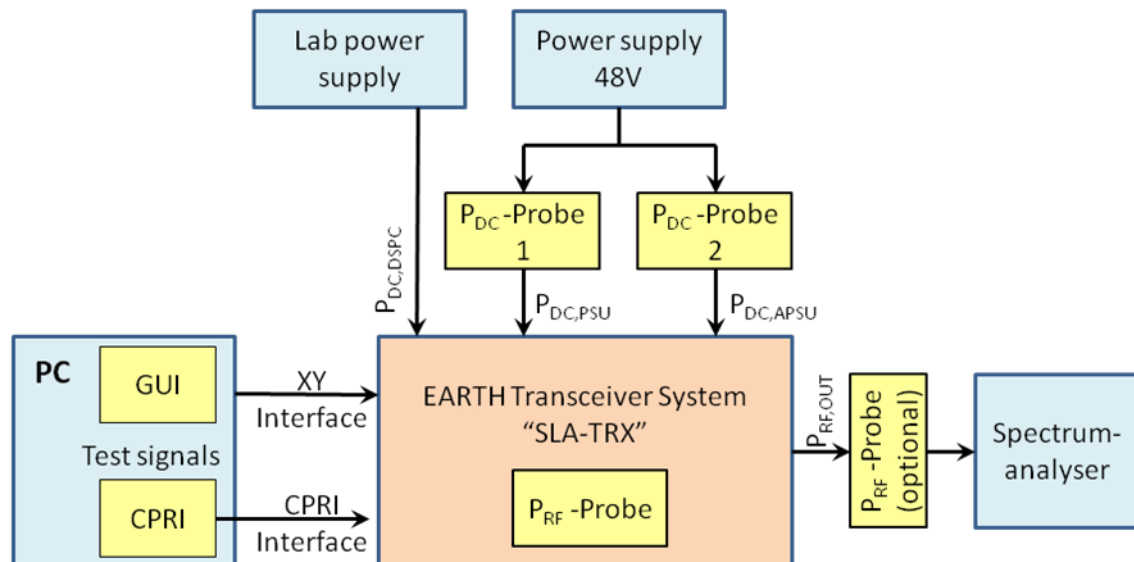 Lab power
supply
Power supply
48V
P_DC -Probe
1
P_DC -Probe
2
P_DC,DSPC
P_DC,PSU
P_DC,APSU
PC
GUI
Test signals
CPRI
XY
Interface
CPRI
Interface
EARTH Transceiver System
“SLA-TRX”
P_RF -Probe
P_RF,OUT
P_RF -Probe
(optional)
Spectrum-
analyser